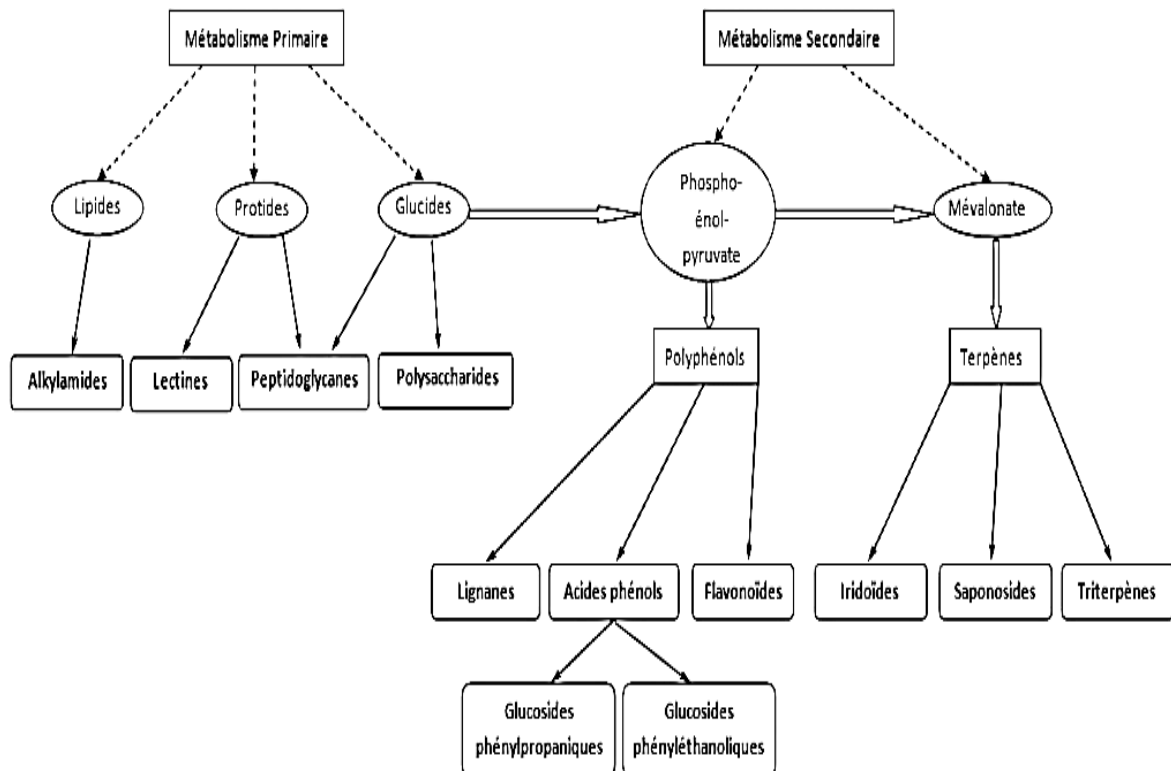 Métabolisme Primaire
Métabolisme Secondaire
Lipides
Protides
Glucides
Phospho-
énol-
pyruvate
Mévalonate
Alkylamides
Lectines
Peptidoglycanes
Polysaccharides
Polyphénols
Terpènes
Lignanes
Acides phénols
Flavonoïdes
Iridoïdes
Saponosides
Triterpènes
Glucosides
phénylpropaniques
Glucosides
phényléthanoliques